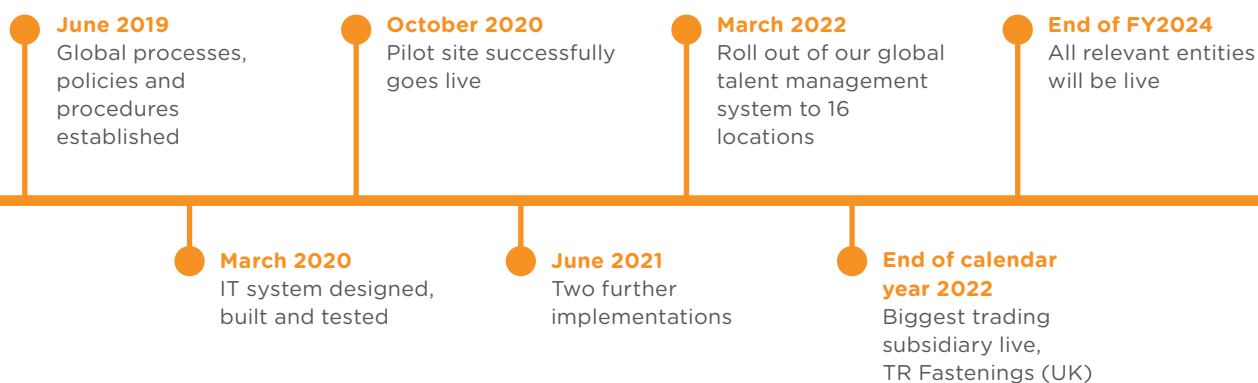 June 2019
Global processes,
policies and
procedures
established
October 2020
Pilot site successfully
goes live
March 2022
Roll out of our global
talent management
system to 16
locations
End of FY2024
All relevant entities
will be live
March 2020
IT system designed,
built and tested
June 2021
Two further
implementations
End of calendar
year 2022
Biggest trading
subsidiary live,
TR Fastenings (UK)